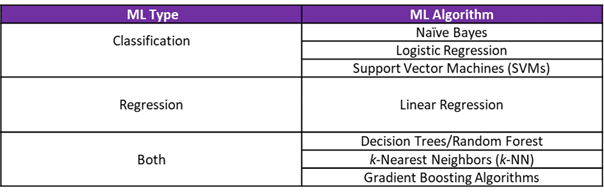 ML Type ML Algorithm
Classification
Naïve Bayes
Logistic Regression
Support Vector Machines (SVMs)
Regression Linear Regression
Both
Decision Trees/Random Forest
k-Nearest Neighbors (k-NN)
Gradient Boosting Algorithms